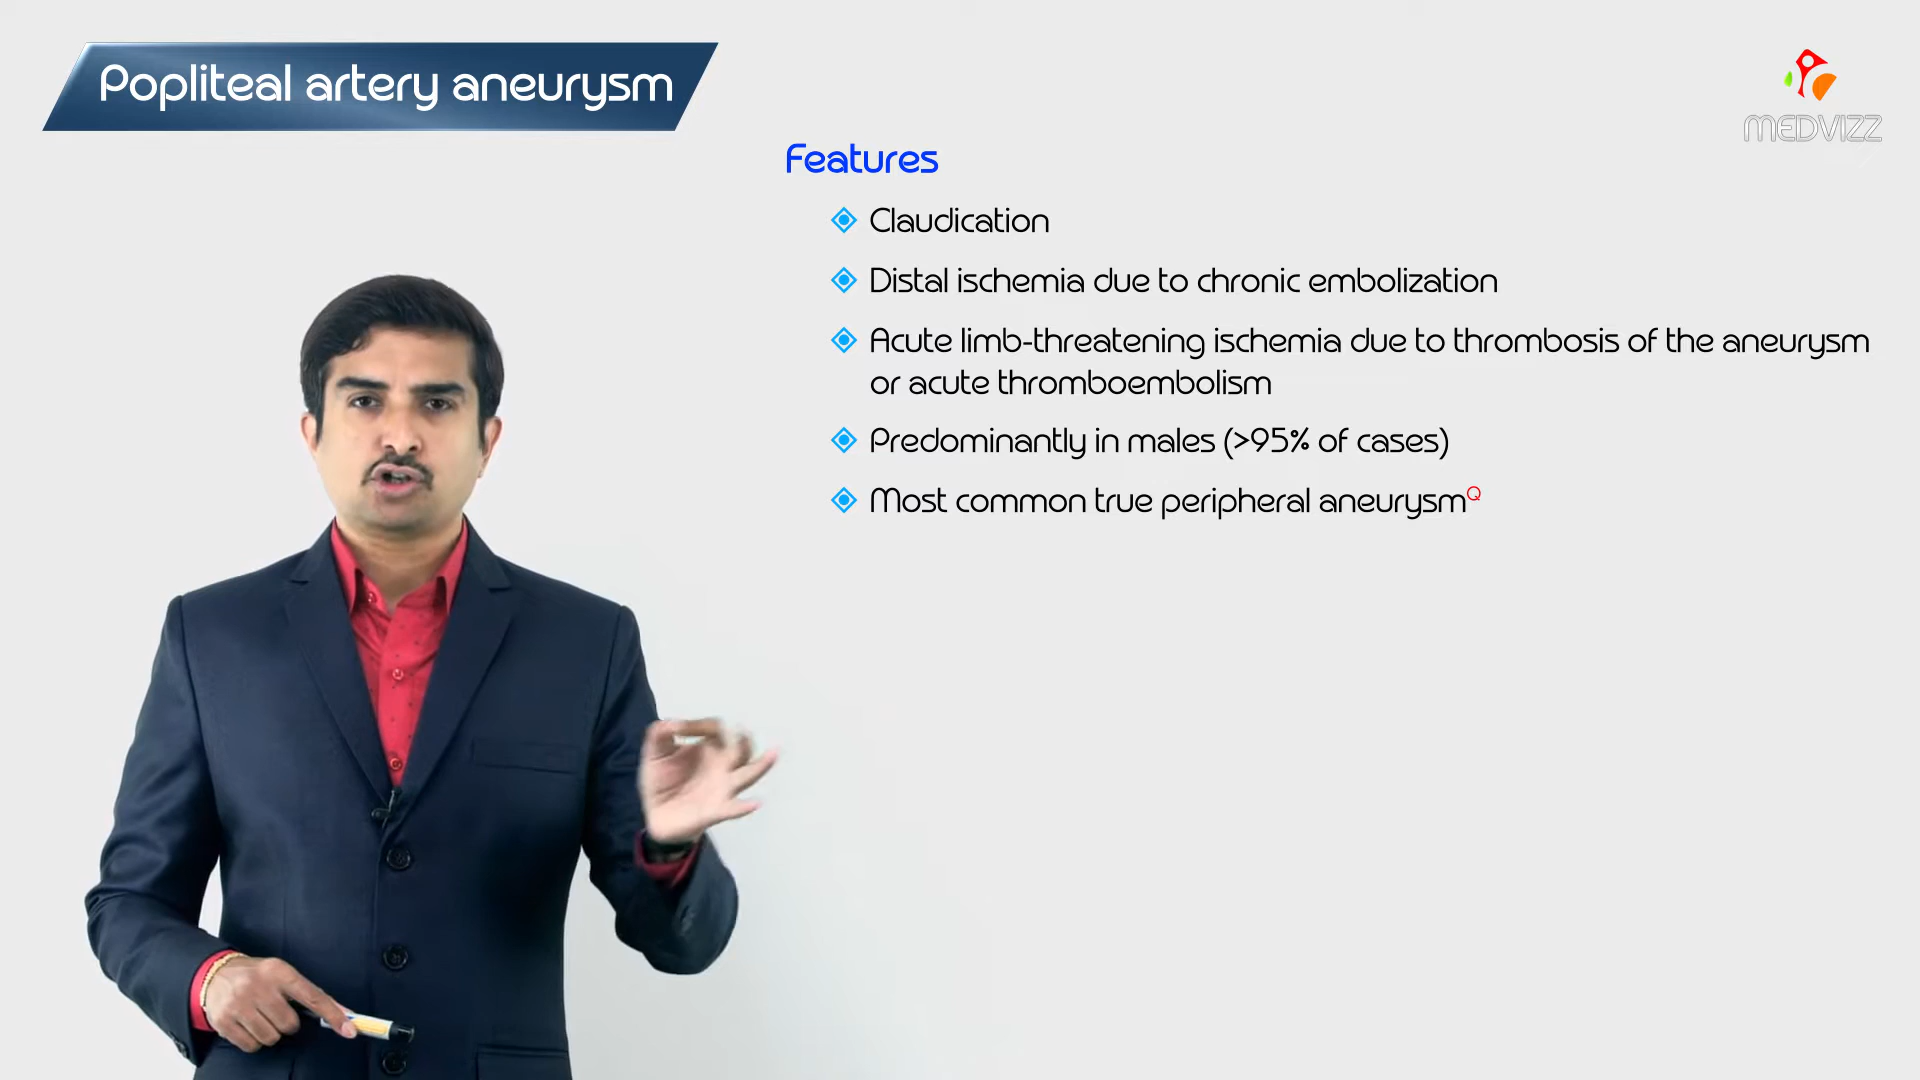 Popliteal artery aneurysm
MEDVIZZ
Features
Claudication
Distal ischemia due to chronic embolization
Acute limb-threatening ischemia due to thrombosis of the aneurysm
or acute thromboembolism
Predominantly in males (>95% of cases)
Most common true peripheral aneurysmQ